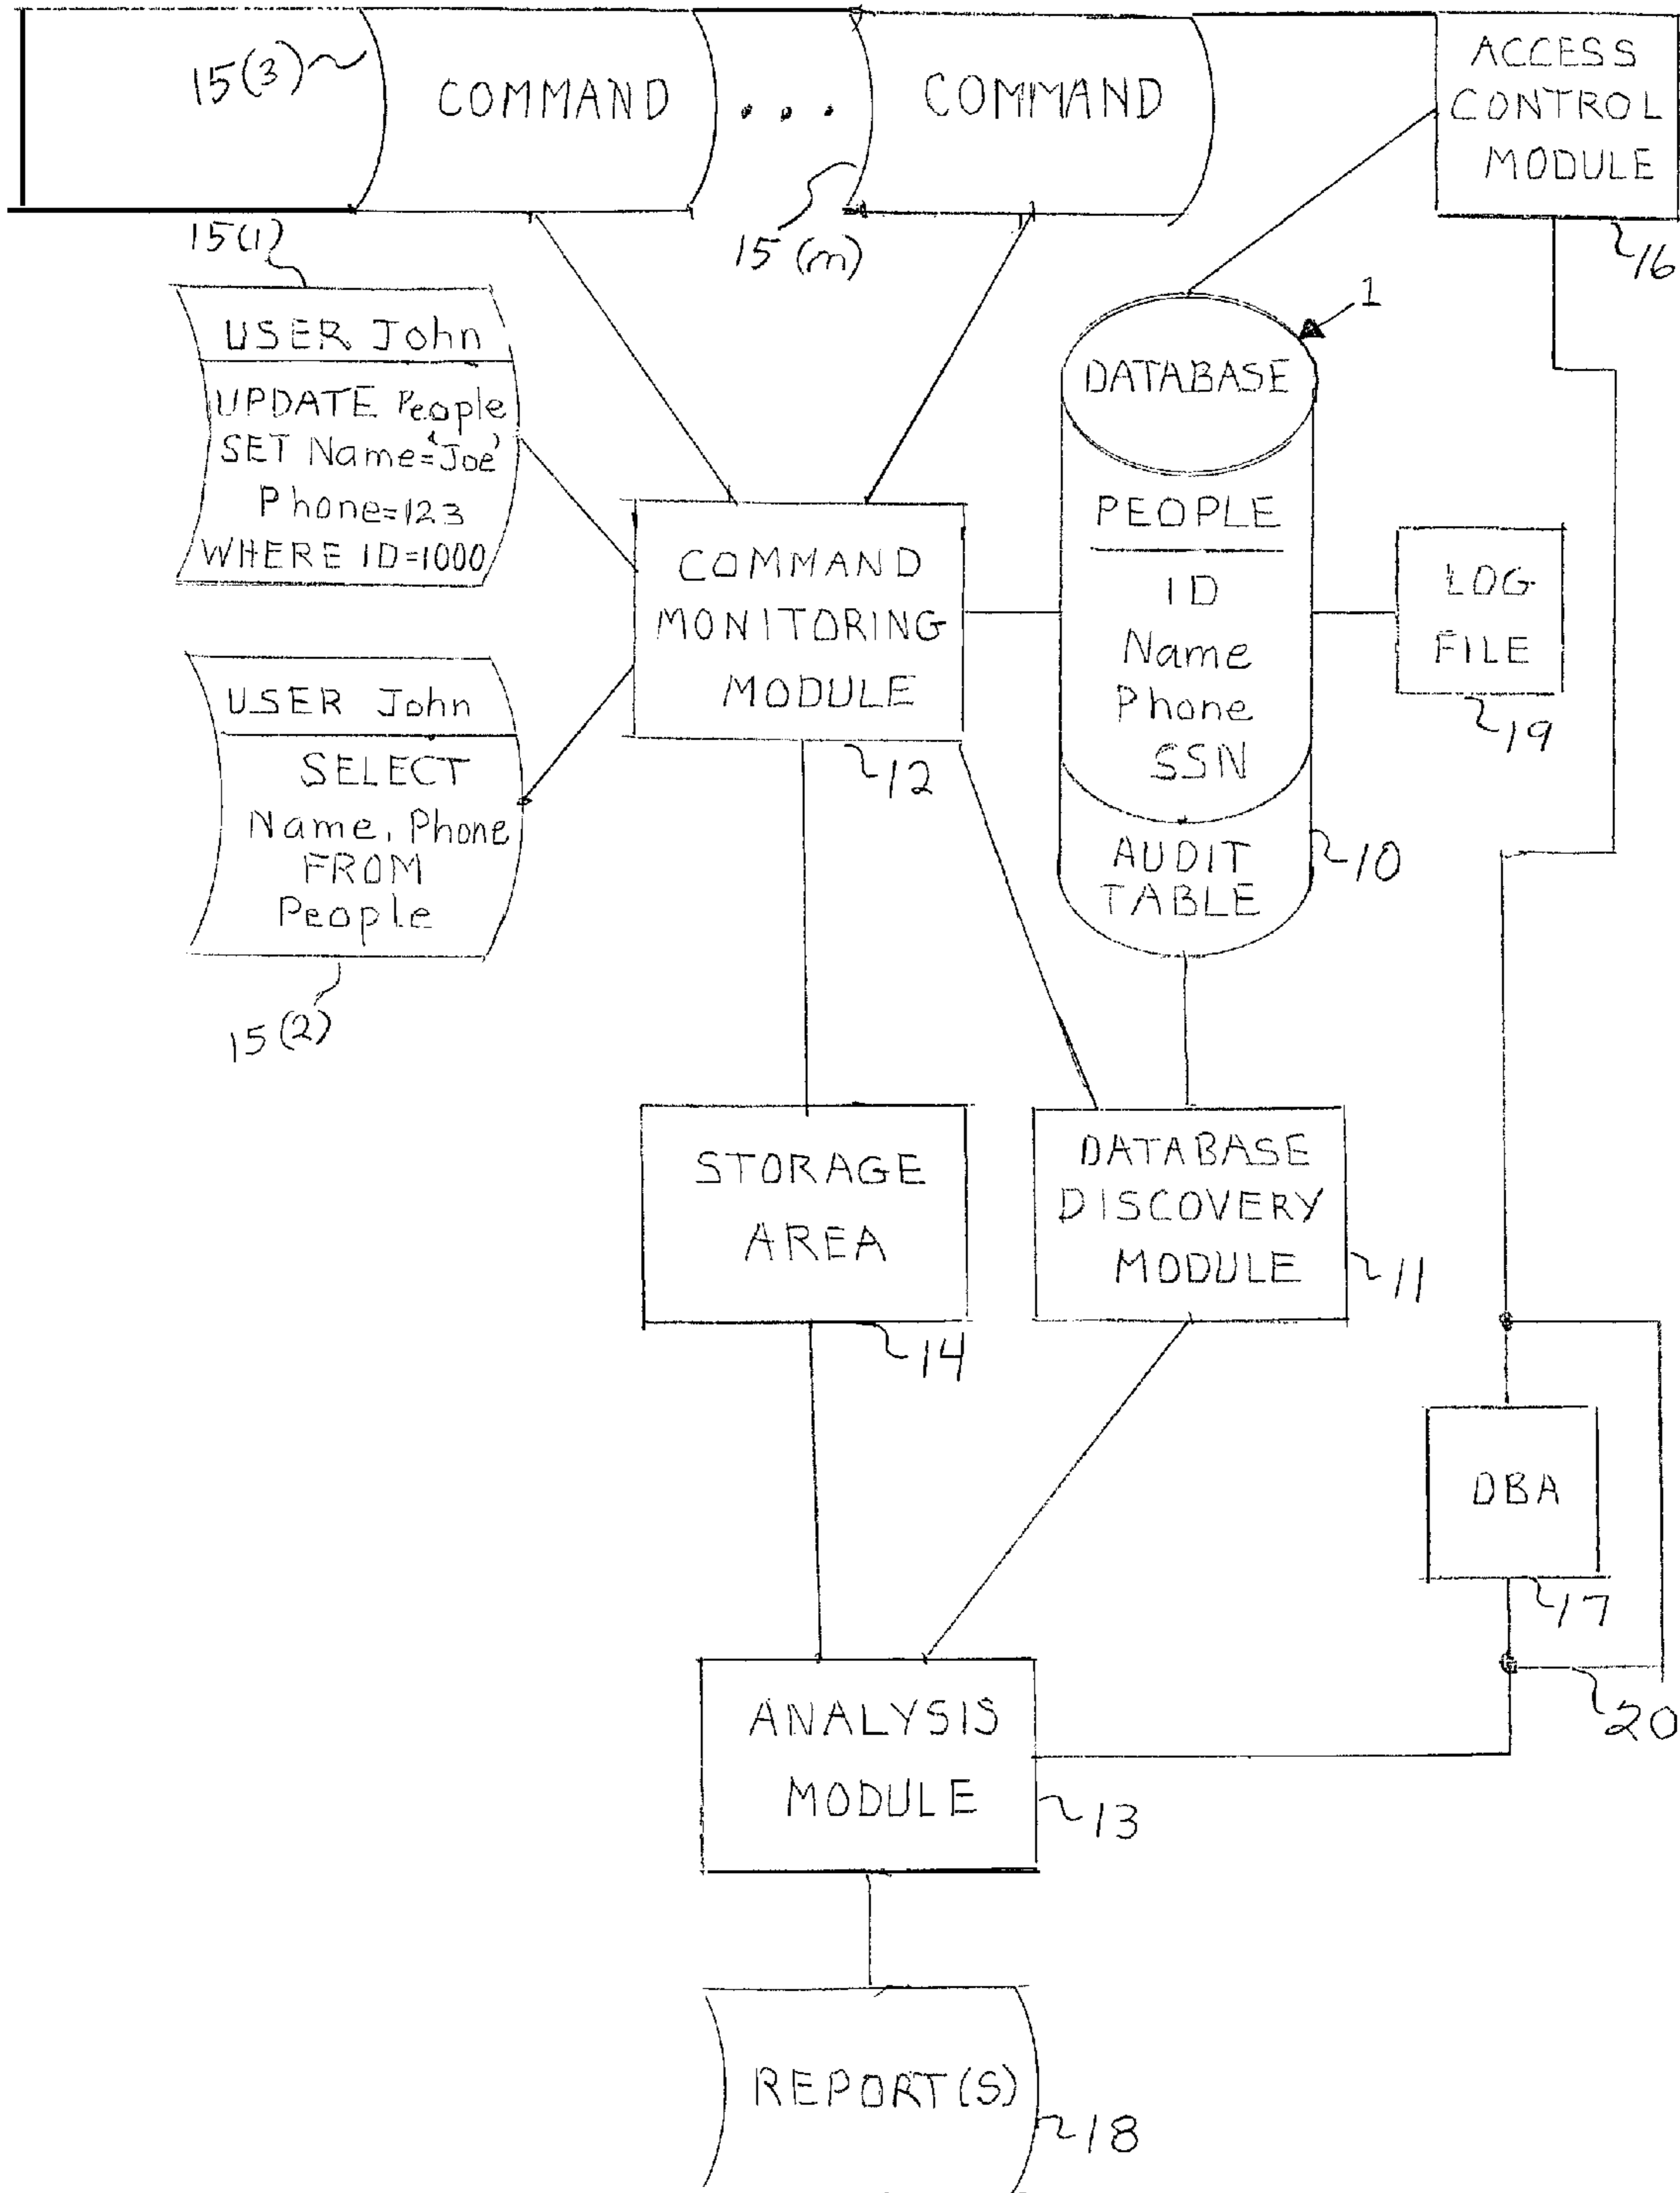 15(3)
COMMAND
...
COMMAND
ACCESS
CONTROL
MODULE
15(m)
16
15(1)
USER John
UPDATE People
SET Name='Joe'
Phone=123
WHERE ID=1000
1
DATABASE
PEOPLE
ID
Name
Phone
SSN
AUDIT
TABLE
10
COMMAND
MONITORING
MODULE
12
LOG
FILE
19
USER John
SELECT
Name, Phone
FROM
People
15(2)
STORAGE
AREA
14
DATABASE
DISCOVERY
MODULE
11
DBA
17
20
ANALYSIS
MODULE
13
REPORT(S)
18